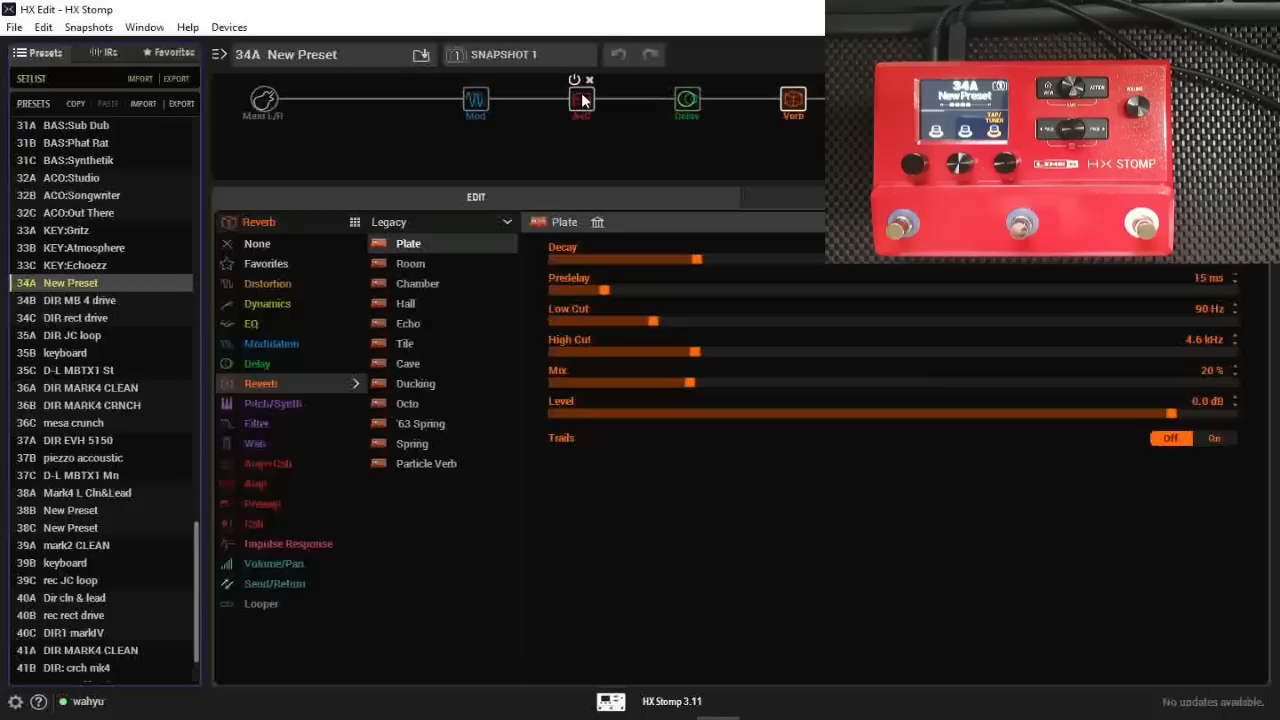 HX Edit - HX Stomp
File Edit Snapshots Window Help Devices
Presets IRs Favorites
34A New Preset
SNAPSHOT 1
SETLIST IMPORT EXPORT
PRESETS COPY PASTE IMPORT EXPORT
31A BAS:Sub Dub
31B BAS:Phat Rat
31C BAS:Synthetik
32A ACO:Studio
32B ACO:Songwriter
32C ACO:Out There
33A KEY:Gritz
33B KEY:Atmosphere
33C KEY:Echoezz
34A New Preset
34B DIR MB 4 drive
34C DIR rect drive
35A DIR JC loop
35B keyboard
35C D-L MBTX1 St
36A DIR MARK4 CLEAN
36B DIR MARK4 CRNCH
36C mesa crunch
37A DIR EVH 5150
37B piezzo accoustic
37C D-L MBTX1 Mn
38A Mark4 L Cln&Lead
38B New Preset
38C New Preset
39A mark2 CLEAN
39B keyboard
39C rec JC loop
40A Dir cln & lead
40B rec rect drive
40C DIR1 markIV
41A DIR MARK4 CLEAN
41B DIR: crch mk4
Main L/R Mod A+C Delay Verb
EDIT
Reverb
None
Favorites
Distortion
Dynamics
EQ
Modulation
Delay
Reverb
Pitch/Synth
Filter
Wah
Amp+Cab
Amp
Preamp
Cab
Impulse Response
Volume/Pan
Send/Return
Looper
Legacy
Plate
Room
Chamber
Hall
Echo
Tile
Cave
Ducking
Octo
'63 Spring
Spring
Particle Verb
Plate
Decay
Predelay 15 ms
Low Cut 90 Hz
High Cut 4.6 kHz
Mix 20 %
Level 0.0 dB
Trails Off On
34A
New Preset
TAP/
TUNER
VIEW
ACTION
SAVE
VOLUME
PAGE
PAGE
LINE 6 HX STOMP
wahyu
HX Stomp 3.11
No updates available.